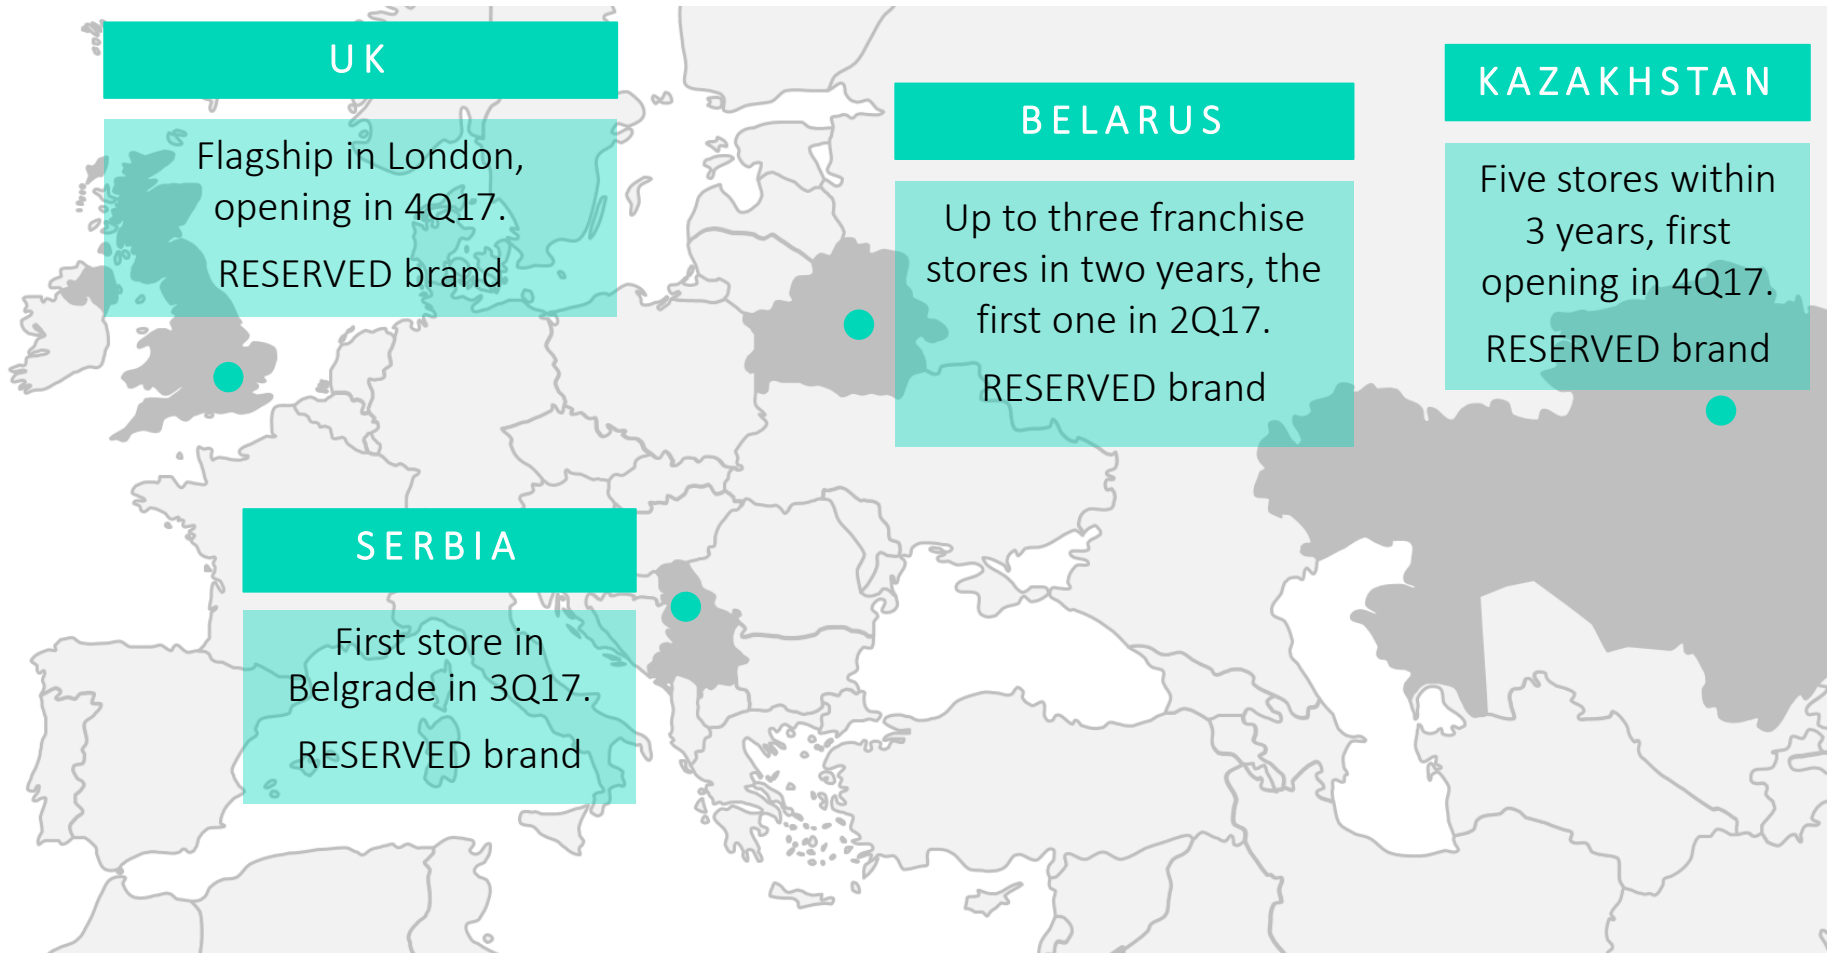 UK
Flagship in London,
opening in 4Q17.
RESERVED brand
BELARUS
Up to three franchise
stores in two years, the
first one in 2Q17.
RESERVED brand
KAZAKHSTAN
Five stores within
3 years, first
opening in 4Q17.
RESERVED brand
SERBIA
First store in
Belgrade in 3Q17.
RESERVED brand